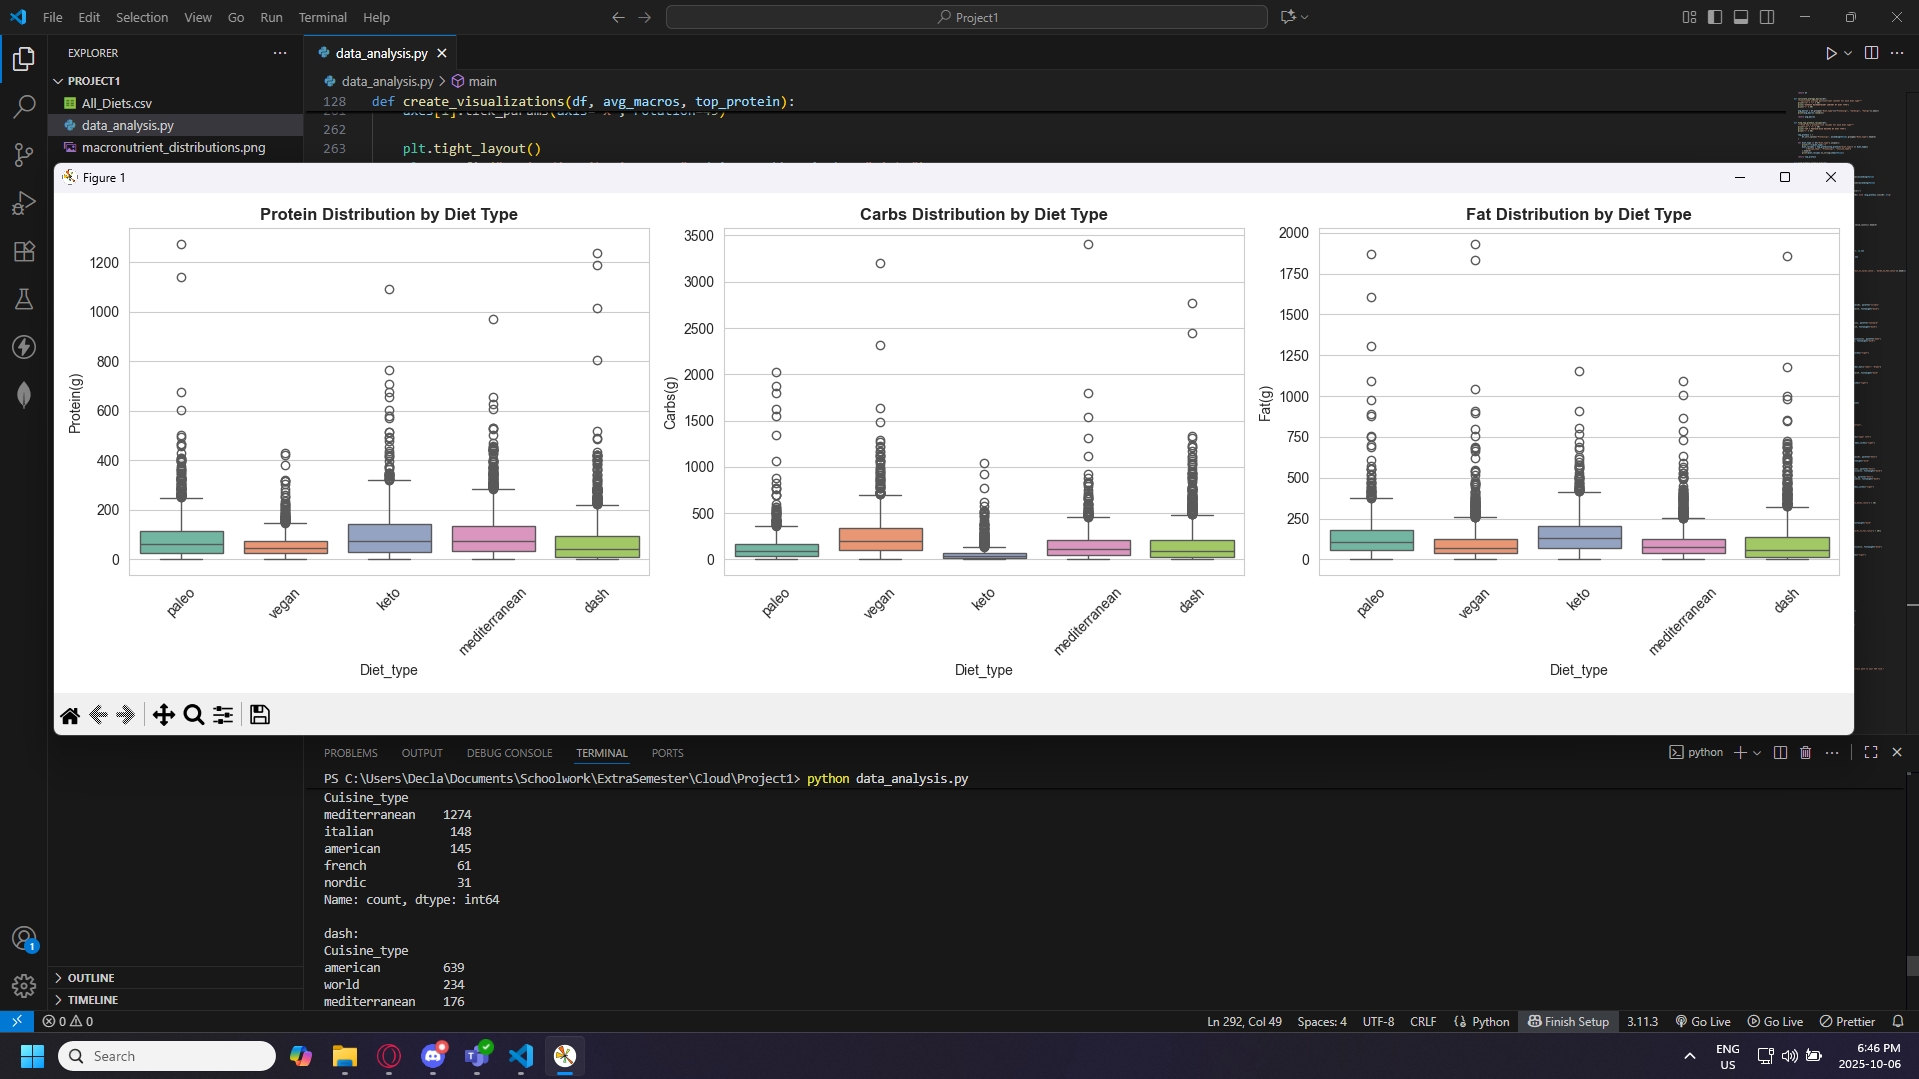 File Edit Selection View Go Run Terminal Help
Project1
EXPLORER
PROJECT1
All_Diets.csv
data_analysis.py
macronutrient_distributions.png
data_analysis.py
data_analysis.py > main
128 def create_visualizations(df, avg_macros, top_protein):
262
263 plt.tight_layout()
Figure 1
Protein Distribution by Diet Type
Protein(g)
1200
1000
800
600
400
200
0
paleo
vegan
keto
mediterranean
dash
Diet_type
Carbs Distribution by Diet Type
Carbs(g)
3500
3000
2500
2000
1500
1000
500
0
paleo
vegan
keto
mediterranean
dash
Diet_type
Fat Distribution by Diet Type
Fat(g)
2000
1750
1500
1250
1000
750
500
250
0
paleo
vegan
keto
mediterranean
dash
Diet_type
PROBLEMS OUTPUT DEBUG CONSOLE TERMINAL PORTS
python
PS C:\Users\Decla\Documents\Schoolwork\ExtraSemester\Cloud\Project1> python data_analysis.py
Cuisine_type
mediterranean 1274
italian 148
american 145
french 61
nordic 31
Name: count, dtype: int64
dash:
Cuisine_type
american 639
world 234
mediterranean 176
OUTLINE
TIMELINE
1
0 0
Ln 292, Col 49 Spaces: 4 UTF-8 CRLF Python Finish Setup 3.11.3 Go Live Go Live Prettier
Search
ENG
US
6:46 PM
2025-10-06